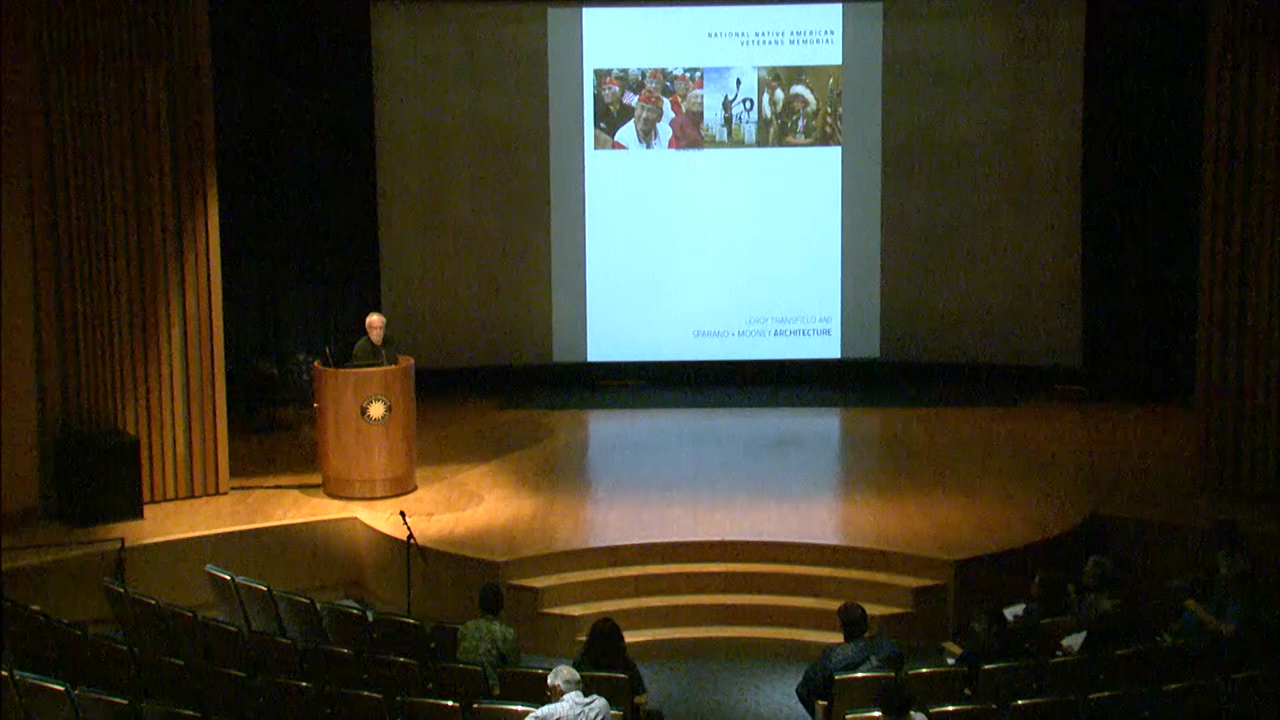 NATIONAL NATIVE AMERICAN
VETERANS MEMORIAL
LEROY TRANSFIELD AND
SPARANO + MOONEY ARCHITECTURE